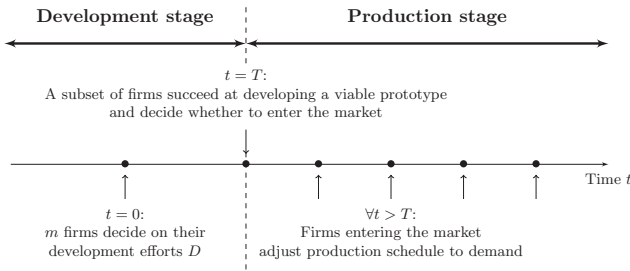 Development stage
Production stage
t = T:
A subset of firms succeed at developing a viable prototype
and decide whether to enter the market
Time t
t = 0:
m firms decide on their
development efforts D
∀t > T:
Firms entering the market
adjust production schedule to demand